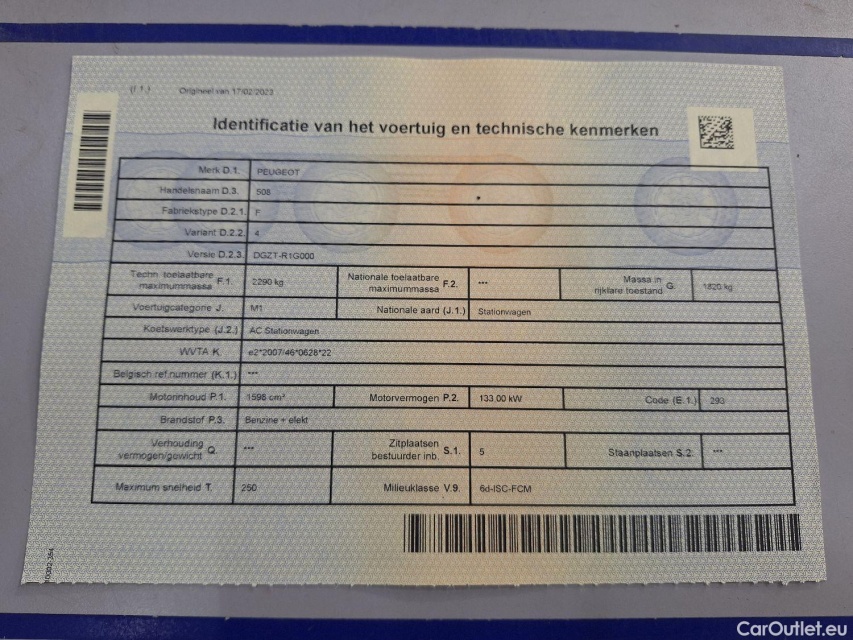 (I 1.) Origineel van 17/02/2023
Identificatie van het voertuig en technische kenmerken
Merk D.1. PEUGEOT
Handelsnaam D.3. 508
Fabriekstype D.2.1. F
Variant D.2.2. 4
Versie D.2.3. DGZT-R1G000
Techn. toelaatbare maximummassa F.1. 2290 kg Nationale toelaatbare maximummassa F.2. *** Massa in rijklare toestand G. 1820 kg
Voertuigcategorie J. M1 Nationale aard (J.1.) Stationwagen
Koetswerktype (J.2.) AC Stationwagen
WVTA K. e2*2007/46*0628*22
Belgisch ref.nummer (K.1.) ***
Motorinhoud P.1. 1598 cm³ Motorvermogen P.2. 133,00 kW Code (E.1.) 293
Brandstof P.3. Benzine + elekt
Verhouding vermogen/gewicht Q. *** Zitplaatsen bestuurder inb. S.1. 5 Staanplaatsen S.2. ***
Maximum snelheid T. 250 Milieuklasse V.9. 6d-ISC-FCM
CarOutlet.eu